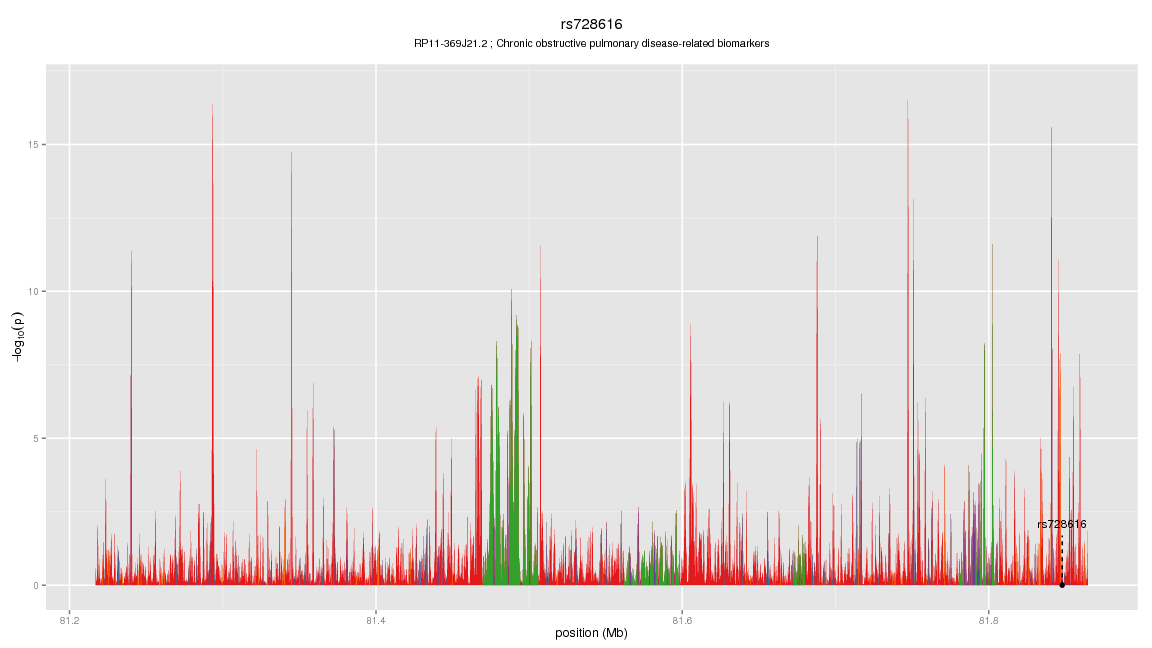 rs728616
RP11-369J21.2 ; Chronic obstructive pulmonary disease-related biomarkers
15
10
5
0
−log10(p)
rs728616
81.2 81.4 81.6 81.8
position (Mb)